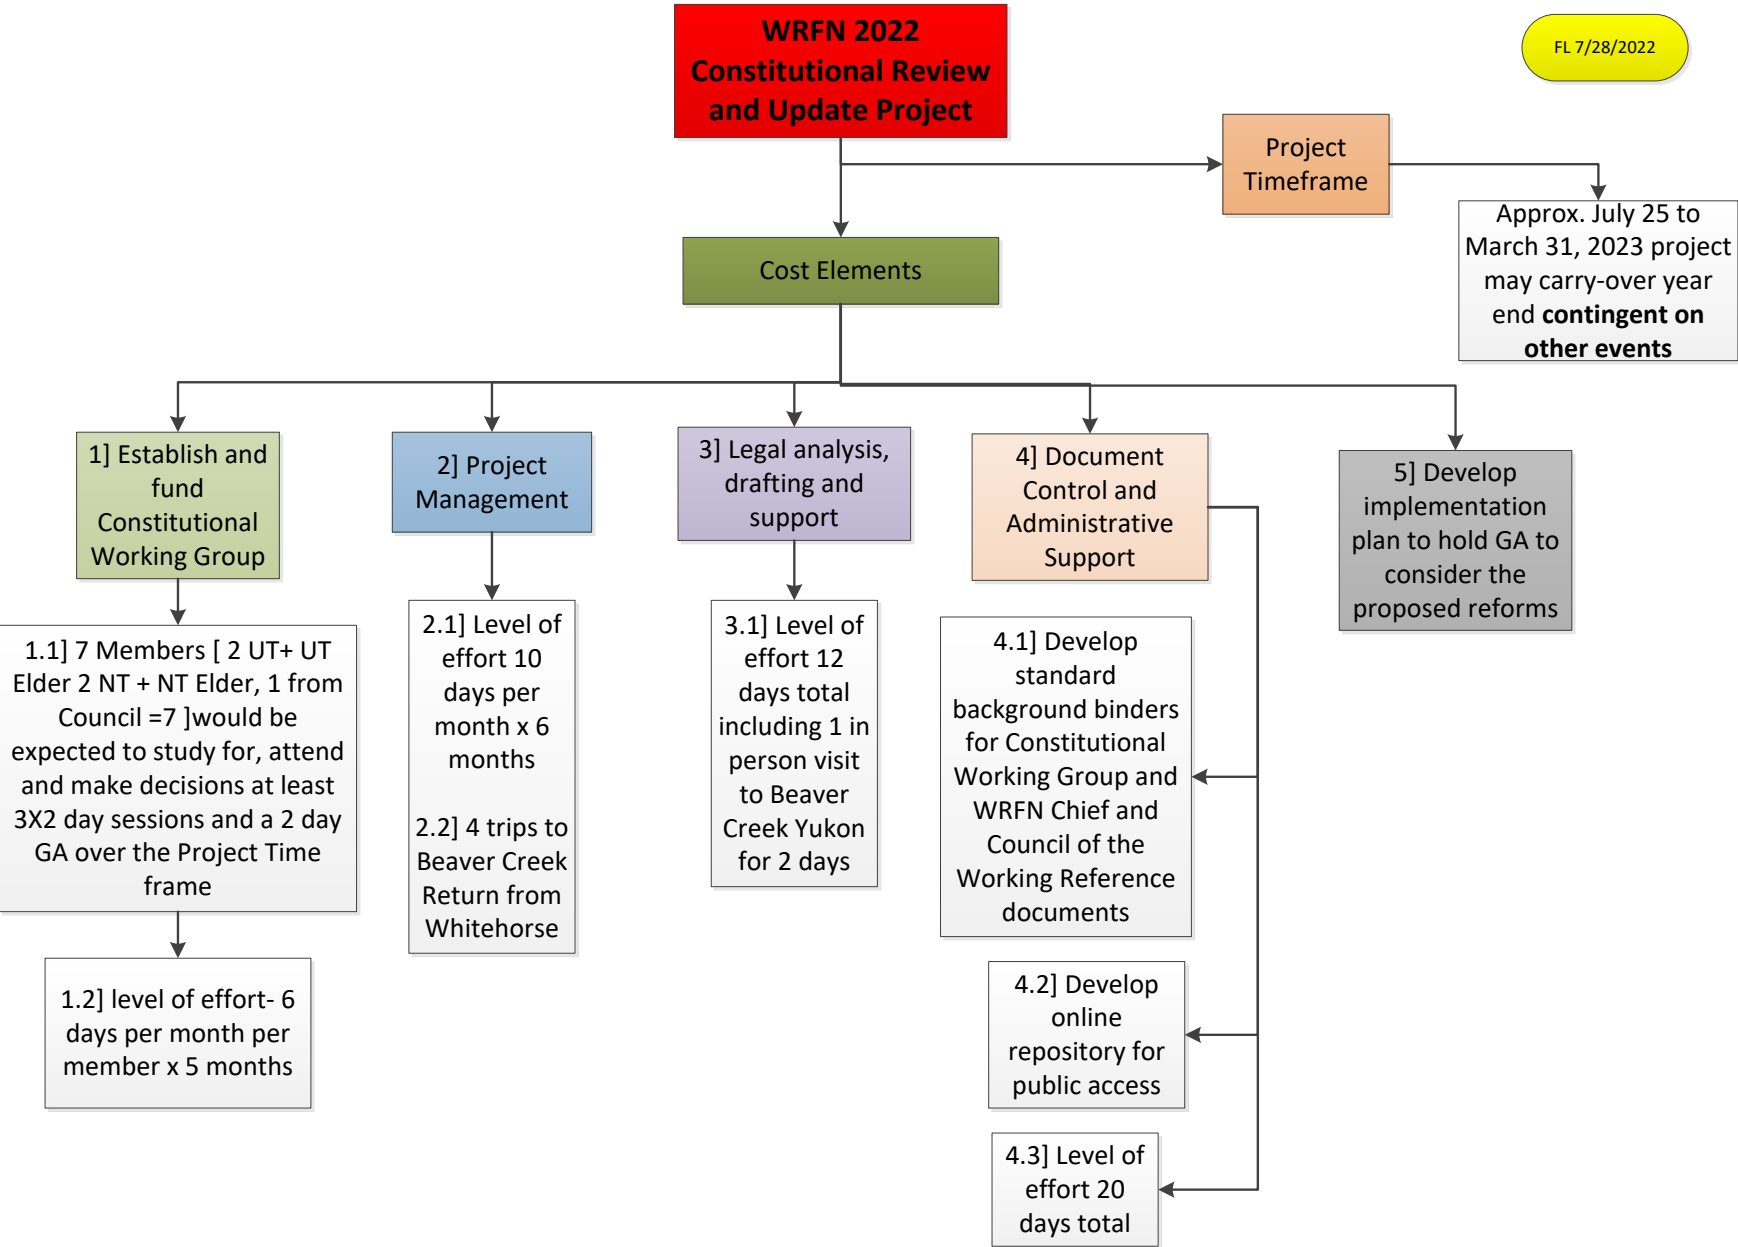 WRFN 2022
Constitutional Review
and Update Project
FL 7/28/2022
Project
Timeframe
Approx. July 25 to
March 31, 2023 project
may carry-over year
end contingent on
other events
Cost Elements
1] Establish and
fund
Constitutional
Working Group
1.1] 7 Members [ 2 UT+ UT
Elder 2 NT + NT Elder, 1 from
Council =7 ]would be
expected to study for, attend
and make decisions at least
3X2 day sessions and a 2 day
GA over the Project Time
frame
1.2] level of effort- 6
days per month per
member x 5 months
2] Project
Management
2.1] Level of
effort 10
days per
month x 6
months
2.2] 4 trips to
Beaver Creek
Return from
Whitehorse
3] Legal analysis,
drafting and
support
3.1] Level of
effort 12
days total
including 1 in
person visit
to Beaver
Creek Yukon
for 2 days
4] Document
Control and
Administrative
Support
4.1] Develop
standard
background binders
for Constitutional
Working Group and
WRFN Chief and
Council of the
Working Reference
documents
4.2] Develop
online
repository for
public access
4.3] Level of
effort 20
days total
5] Develop
implementation
plan to hold GA to
consider the
proposed reforms